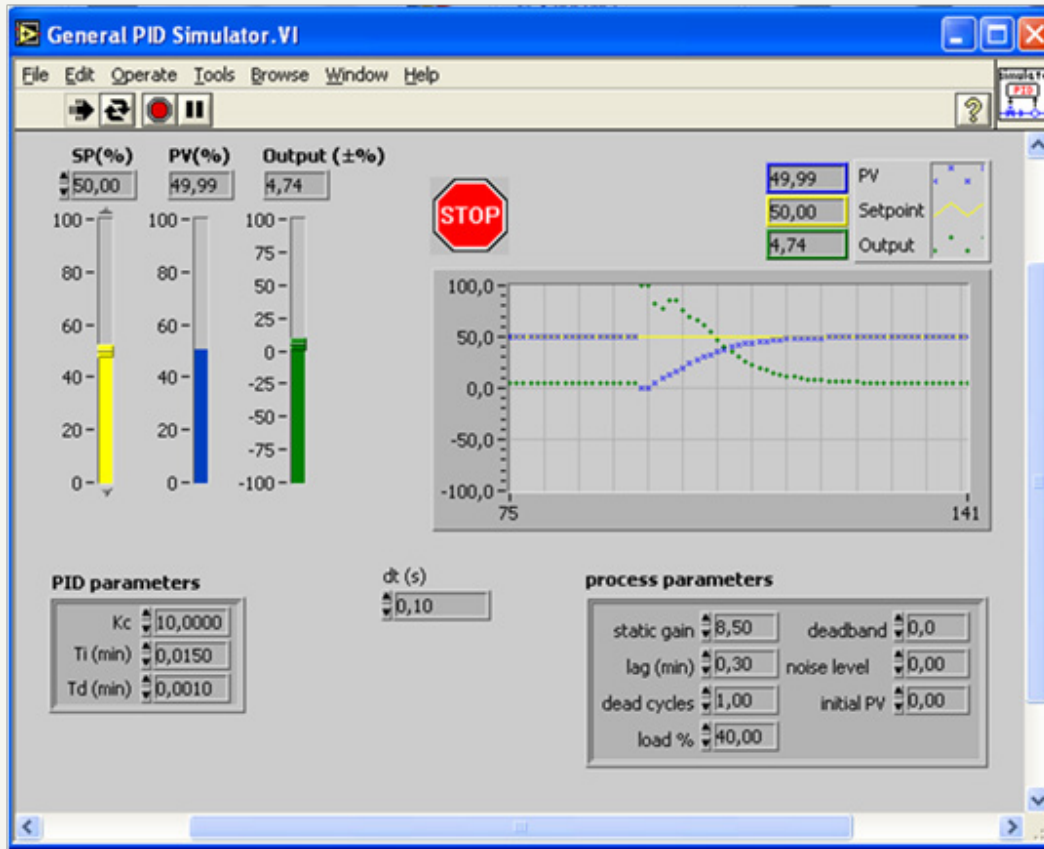 General PID Simulator.VI
File Edit Operate Tools Browse Window Help
PID
SP(%) PV(%) Output (±%)
50,00 49,99 4,74
100 100 100
80 80 75
60 60 50
40 40 25
20 20 0
0 0 -25
-50
-75
-100
STOP
49,99 PV
50,00 Setpoint
4,74 Output
100,0
50,0
0,0
-50,0
-100,0
75 141
PID parameters
Kc 10,0000
Ti (min) 0,0150
Td (min) 0,0010
dt (s)
0,10
process parameters
static gain 8,50 deadband 0,0
lag (min) 0,30 noise level 0,00
dead cycles 1,00 initial PV 0,00
load % 40,00